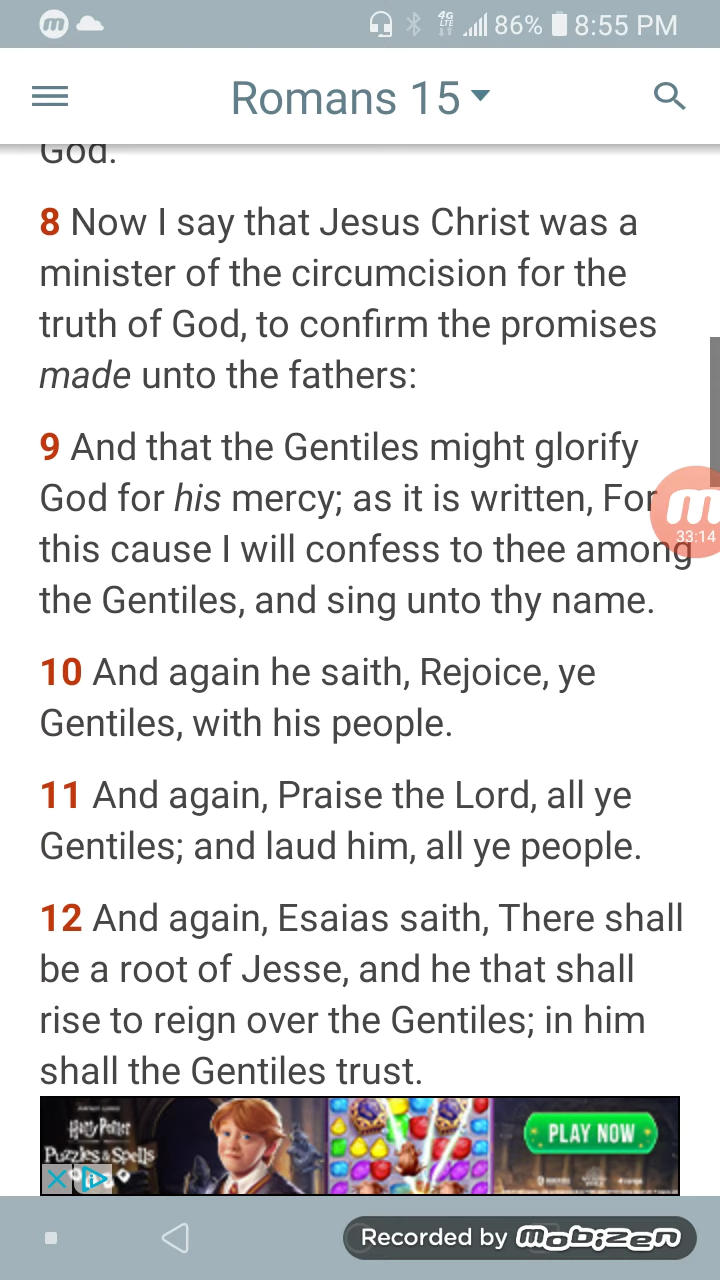 m 4G LTE 86% 8:55 PM
Romans 15
God.
8 Now I say that Jesus Christ was a
minister of the circumcision for the
truth of God, to confirm the promises
made unto the fathers:
9 And that the Gentiles might glorify
God for his mercy; as it is written, For
m
33:14
this cause I will confess to thee among
the Gentiles, and sing unto thy name.
10 And again he saith, Rejoice, ye
Gentiles, with his people.
11 And again, Praise the Lord, all ye
Gentiles; and laud him, all ye people.
12 And again, Esaias saith, There shall
be a root of Jesse, and he that shall
rise to reign over the Gentiles; in him
shall the Gentiles trust.
Harry Potter
Puzzles & Spells
PLAY NOW
Recorded by mobizen